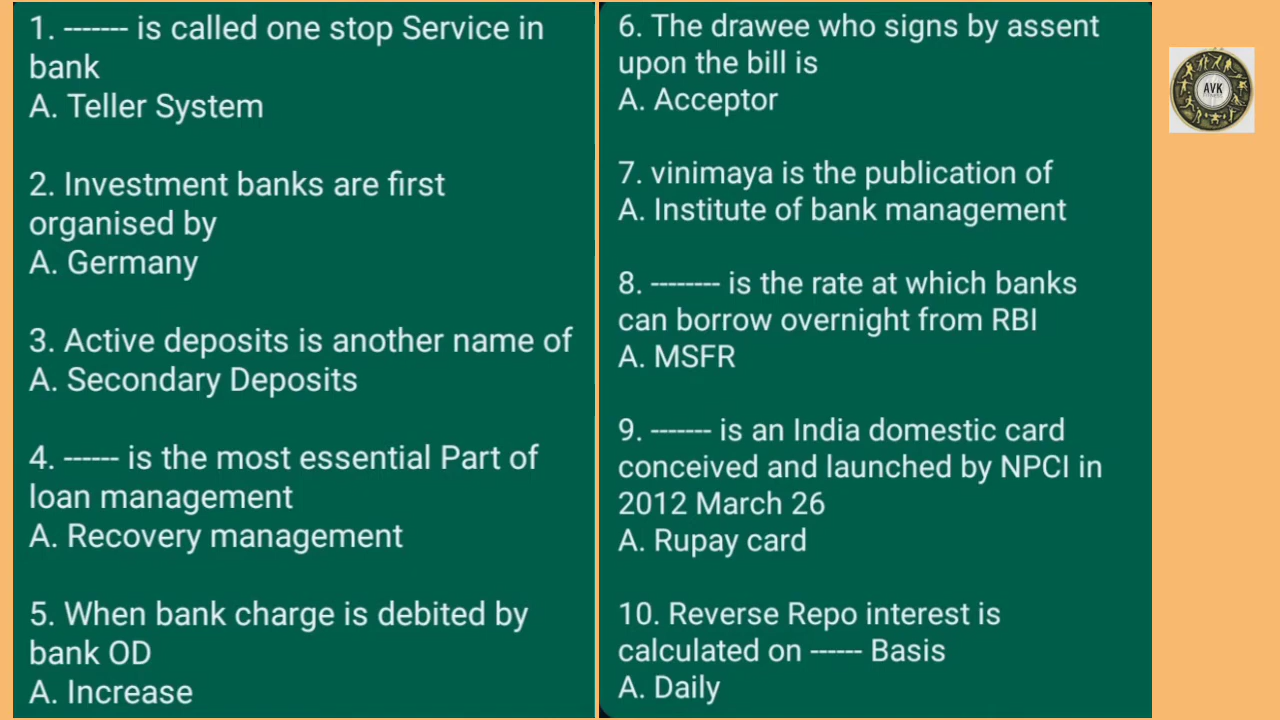 1. ------- is called one stop Service in
bank
A. Teller System
2. Investment banks are first
organised by
A. Germany
3. Active deposits is another name of
A. Secondary Deposits
4. ------ is the most essential Part of
loan management
A. Recovery management
5. When bank charge is debited by
bank OD
A. Increase
6. The drawee who signs by assent
upon the bill is
A. Acceptor
7. vinimaya is the publication of
A. Institute of bank management
8. -------- is the rate at which banks
can borrow overnight from RBI
A. MSFR
9. ------- is an India domestic card
conceived and launched by NPCI in
2012 March 26
A. Rupay card
10. Reverse Repo interest is
calculated on ------ Basis
A. Daily
AVK